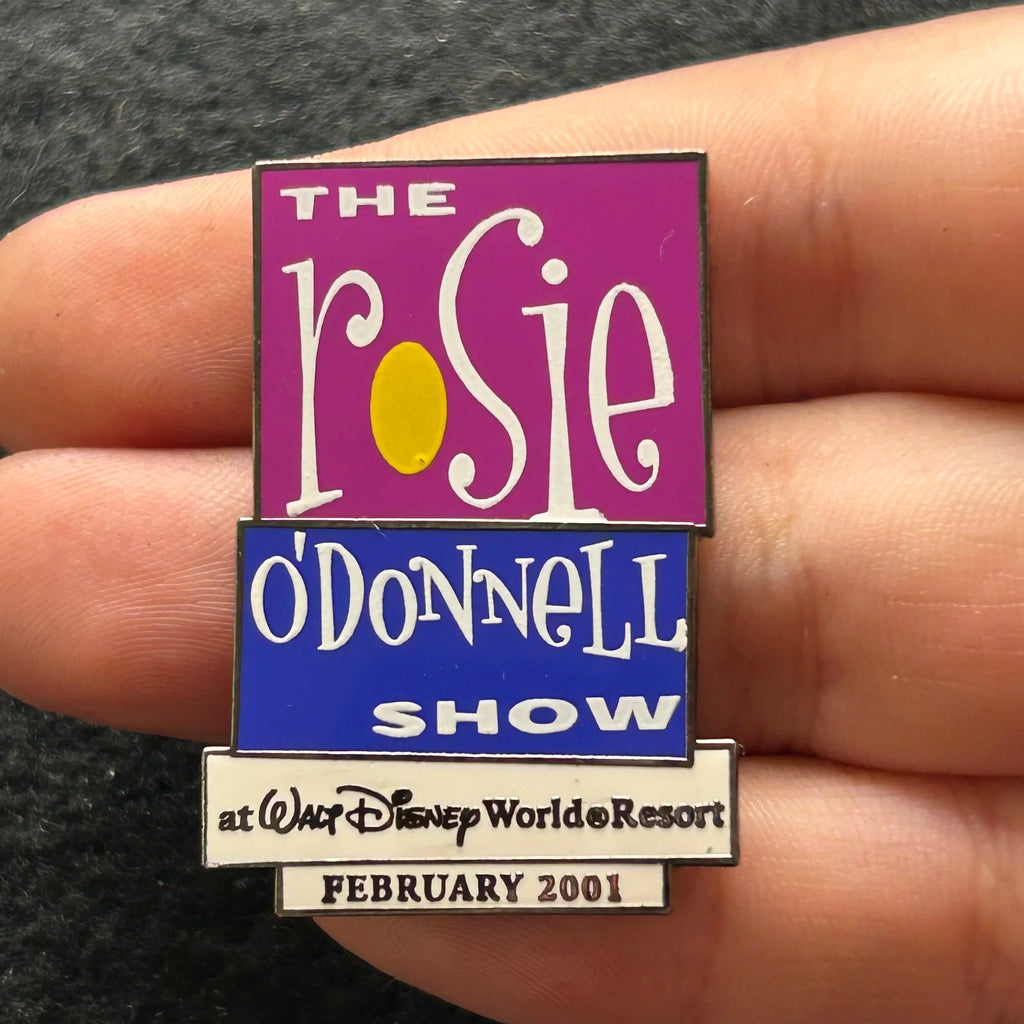 THE
rosie
O'DONNELL
SHOW
at WALT DISNEY World® Resort
FEBRUARY 2001